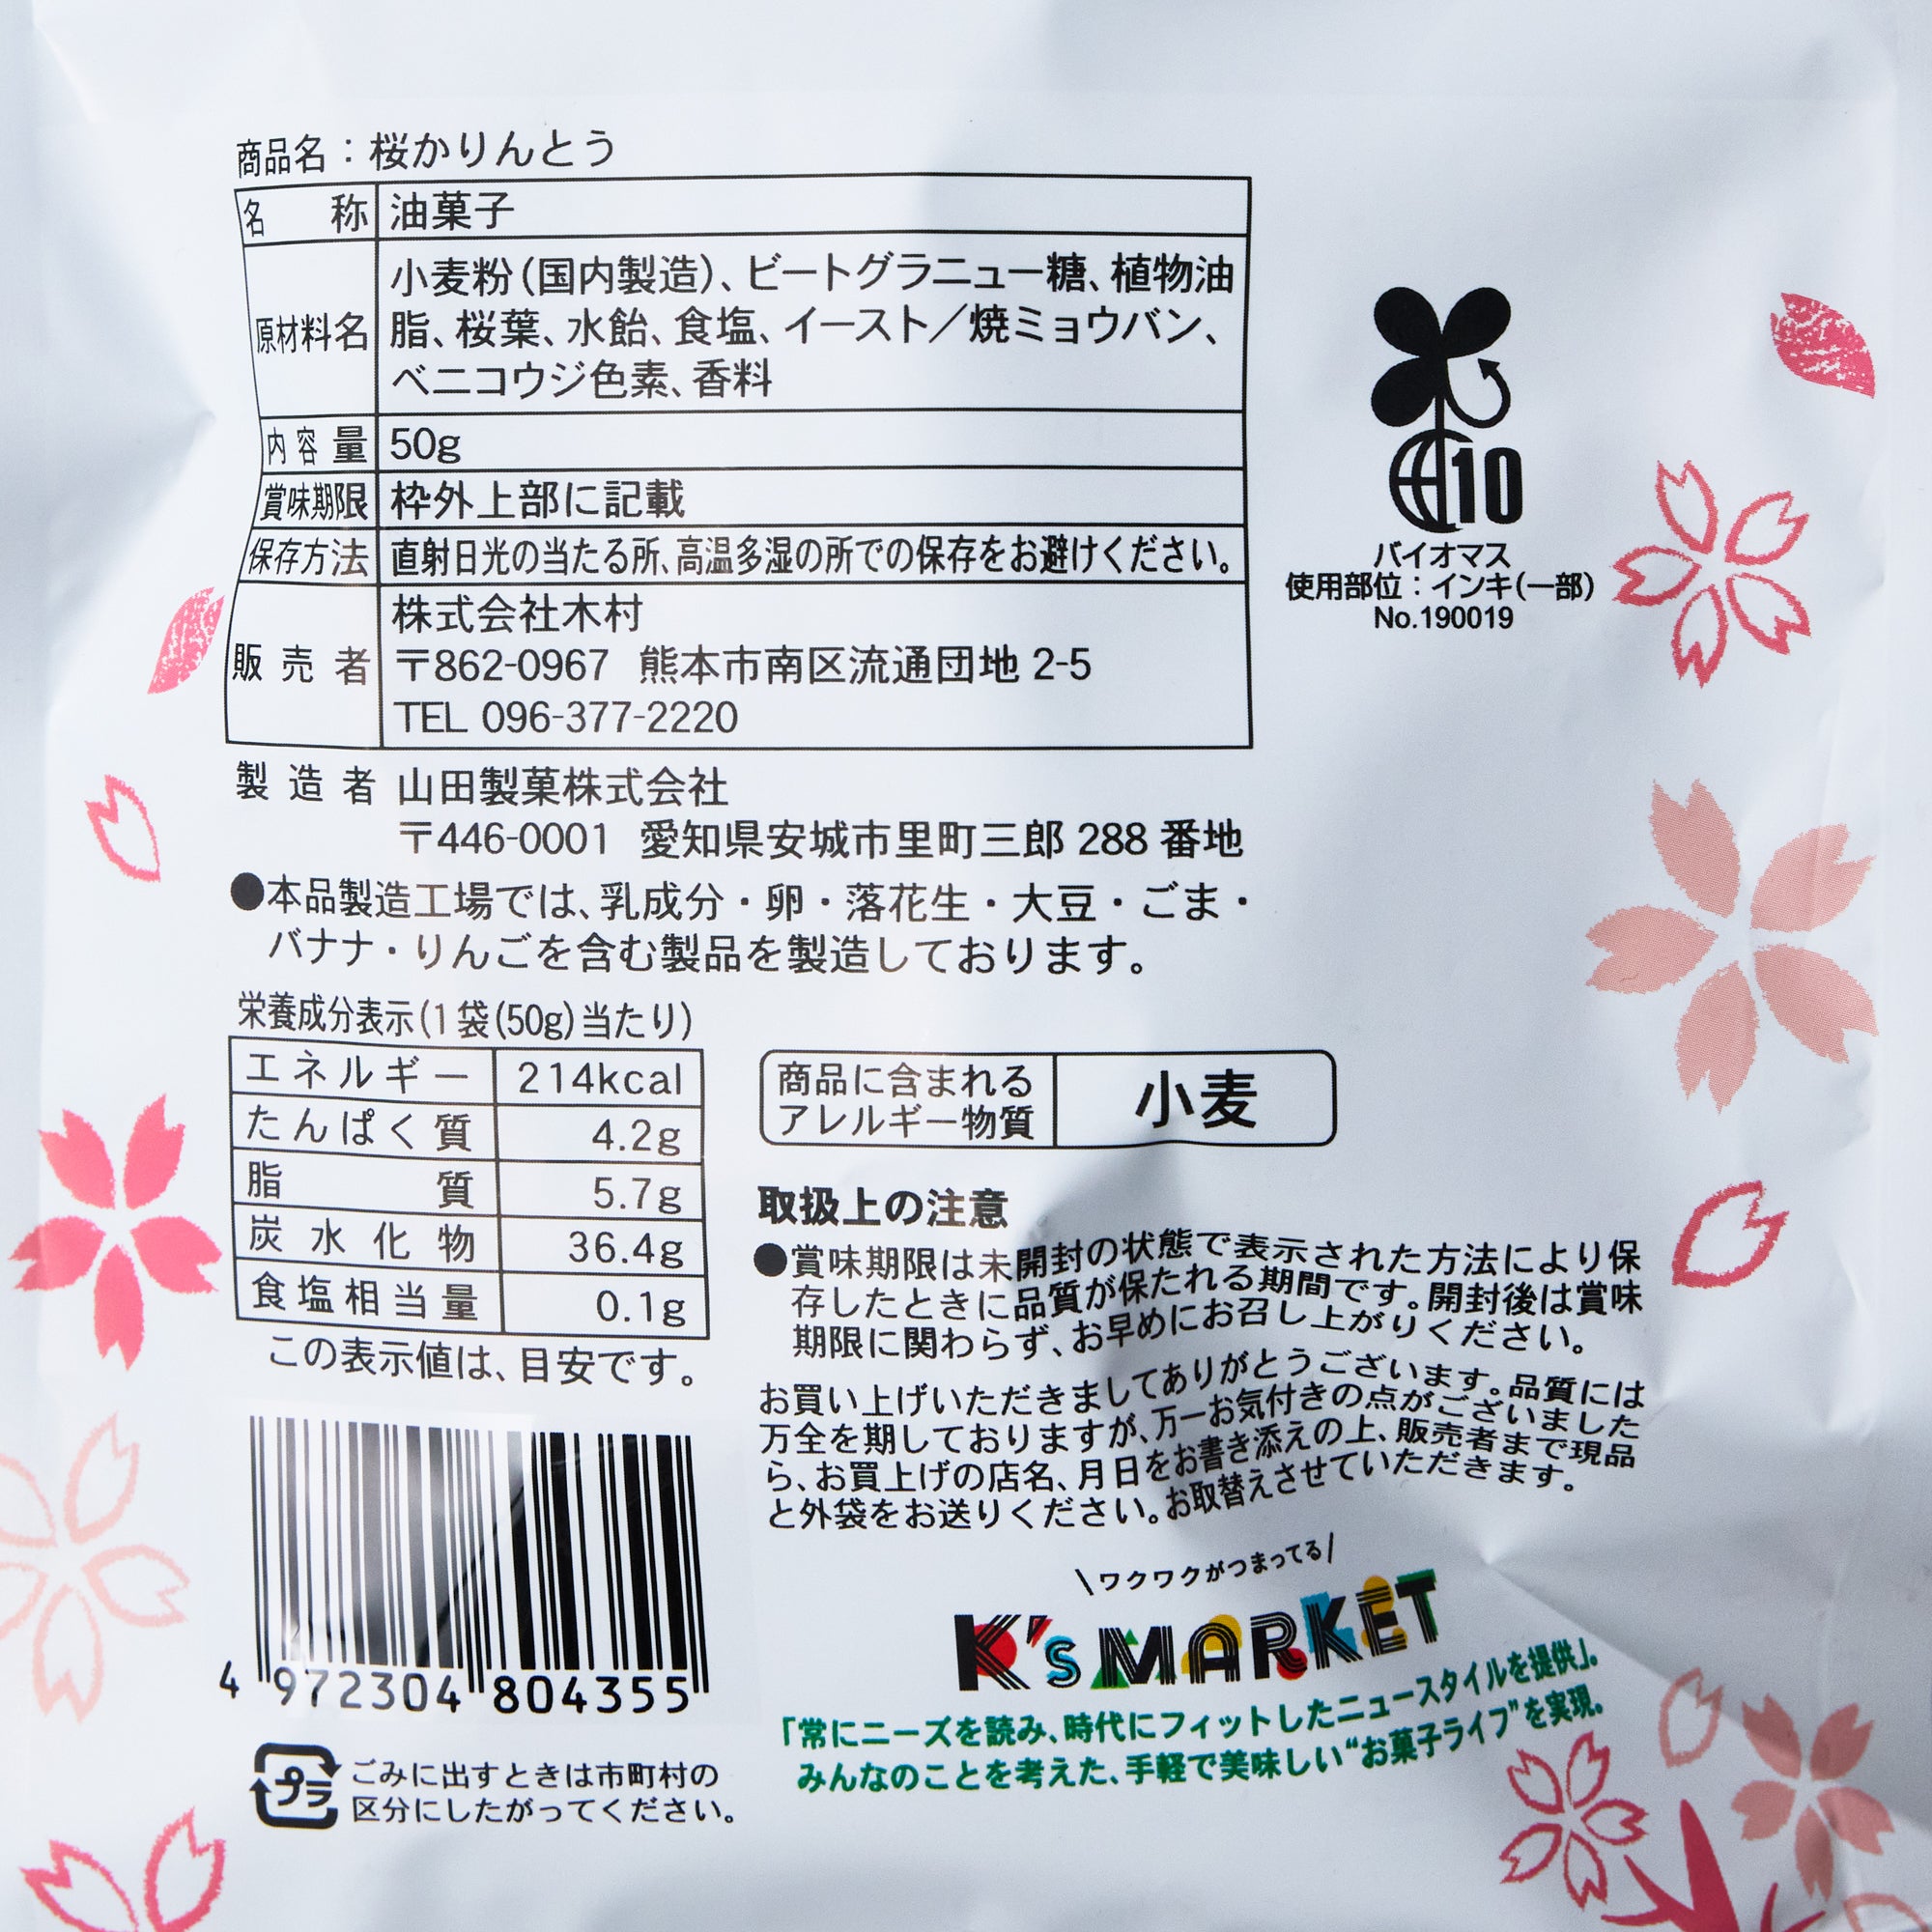 商品名：桜かりんとう
名称 油菓子
原材料名 小麦粉(国内製造)、ビートグラニュー糖、植物油
脂、桜葉、水飴、食塩、イースト／焼ミョウバン、
ベニコウジ色素、香料
内容量 50g
賞味期限 枠外上部に記載
保存方法 直射日光の当たる所、高温多湿の所での保存をお避けください。
販売者 株式会社木村
〒862-0967 熊本市南区流通団地 2-5
TEL 096-377-2220
製造者 山田製菓株式会社
〒446-0001 愛知県安城市里町三郎 288 番地
●本品製造工場では、乳成分・卵・落花生・大豆・ごま・
バナナ・りんごを含む製品を製造しております。
10
バイオマス
使用部位：インキ(一部)
No.190019
栄養成分表示(1袋(50g)当たり)
エネルギー 214kcal
たんぱく質 4.2g
脂質 5.7g
炭水化物 36.4g
食塩相当量 0.1g
この表示値は、目安です。
商品に含まれる
アレルギー物質
小麦
取扱上の注意
●賞味期限は未開封の状態で表示された方法により保
存したときに品質が保たれる期間です。開封後は賞味
期限に関わらず、お早めにお召し上がりください。
お買い上げいただきましてありがとうございます。品質には
万全を期しておりますが、万一お気付きの点がございました
ら、お買上げの店名、月日をお書き添えの上、販売者まで現品
と外袋をお送りください。お取替えさせていただきます。
4 972304 804355
プラ
ごみに出すときは市町村の
区分にしたがってください。
\ワクワクがつまってる/
K's MARKET
「常にニーズを読み、時代にフィットしたニュースタイルを提供」。
みんなのことを考えた、手軽で美味しい“お菓子ライフ”を実現。